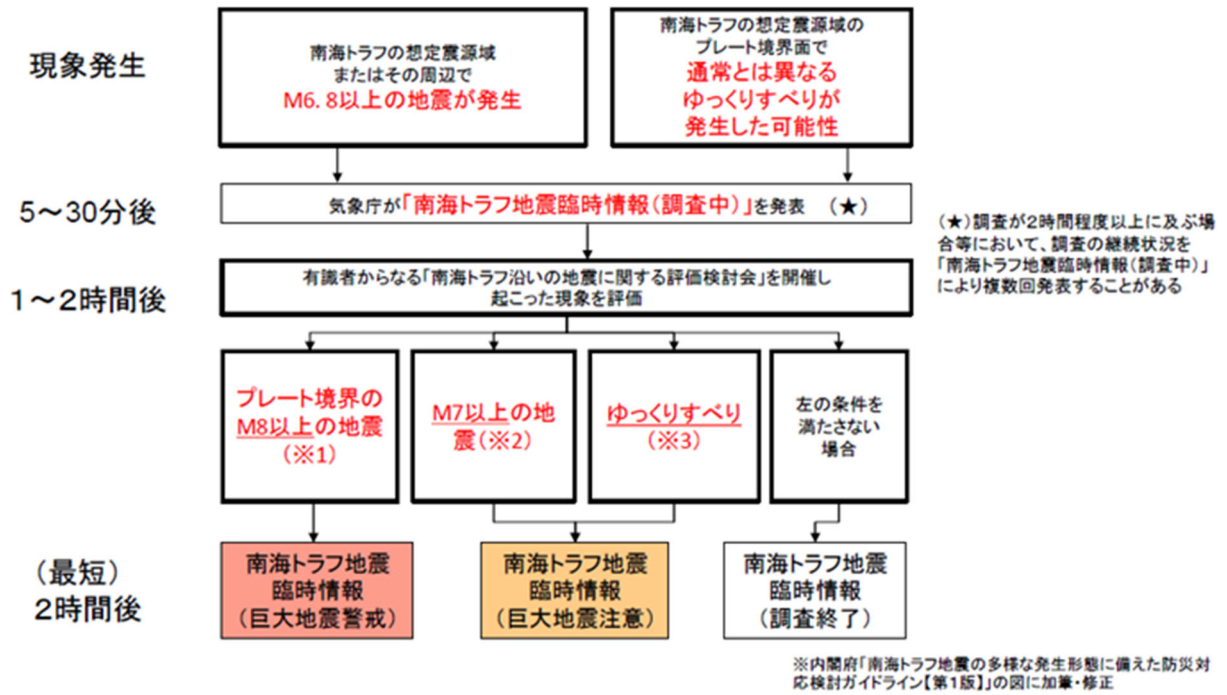 現象発生
南海トラフの想定震源域
またはその周辺で
M6.8以上の地震が発生
南海トラフの想定震源域の
プレート境界面で
通常とは異なる
ゆっくりすべりが
発生した可能性
5～30分後
気象庁が「南海トラフ地震臨時情報(調査中)」を発表 (★)
(★)調査が2時間程度以上に及ぶ場
合等において、調査の継続状況を
「南海トラフ地震臨時情報(調査中)」
により複数回発表することがある
1～2時間後
有識者からなる「南海トラフ沿いの地震に関する評価検討会」を開催し
起こった現象を評価
プレート境界の
M8以上の地震
(※1)
M7以上の地
震(※2)
ゆっくりすべり
(※3)
左の条件を
満たさない
場合
(最短)
2時間後
南海トラフ地震
臨時情報
(巨大地震警戒)
南海トラフ地震
臨時情報
(巨大地震注意)
南海トラフ地震
臨時情報
(調査終了)
※内閣府「南海トラフ地震の多様な発生形態に備えた防災対
応検討ガイドライン【第1版】」の図に加筆・修正